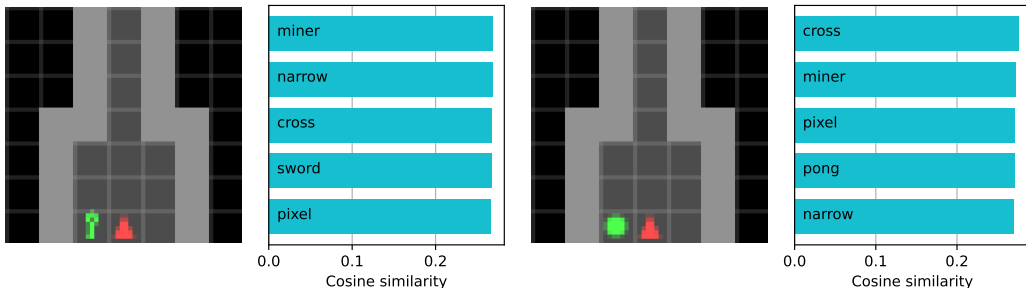 miner
narrow
cross
sword
pixel
0.0 0.1 0.2
Cosine similarity
cross
miner
pixel
pong
narrow
0.0 0.1 0.2
Cosine similarity